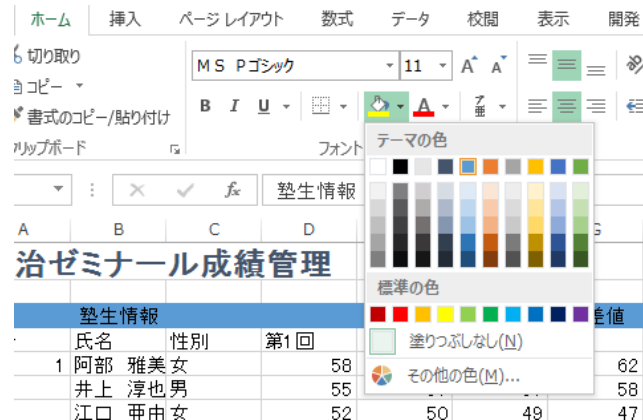 ホーム 挿入 ページ レイアウト 数式 データ 校閲 表示 開発
切り取り
コピー
書式のコピー/貼り付け
ップボード
ＭＳ Ｐゴシック 11 A A
B I U A
フォント
テーマの色
標準の色
塗りつぶしなし(N)
その他の色(M)...
fx 塾生情報
A B C D
治ゼミナール成績管理
塾生情報 差値
氏名 性別 第1回
1 阿部 雅美 女 58 62
井上 淳也 男 55 58
江口 亜由 女 52 50 49 47